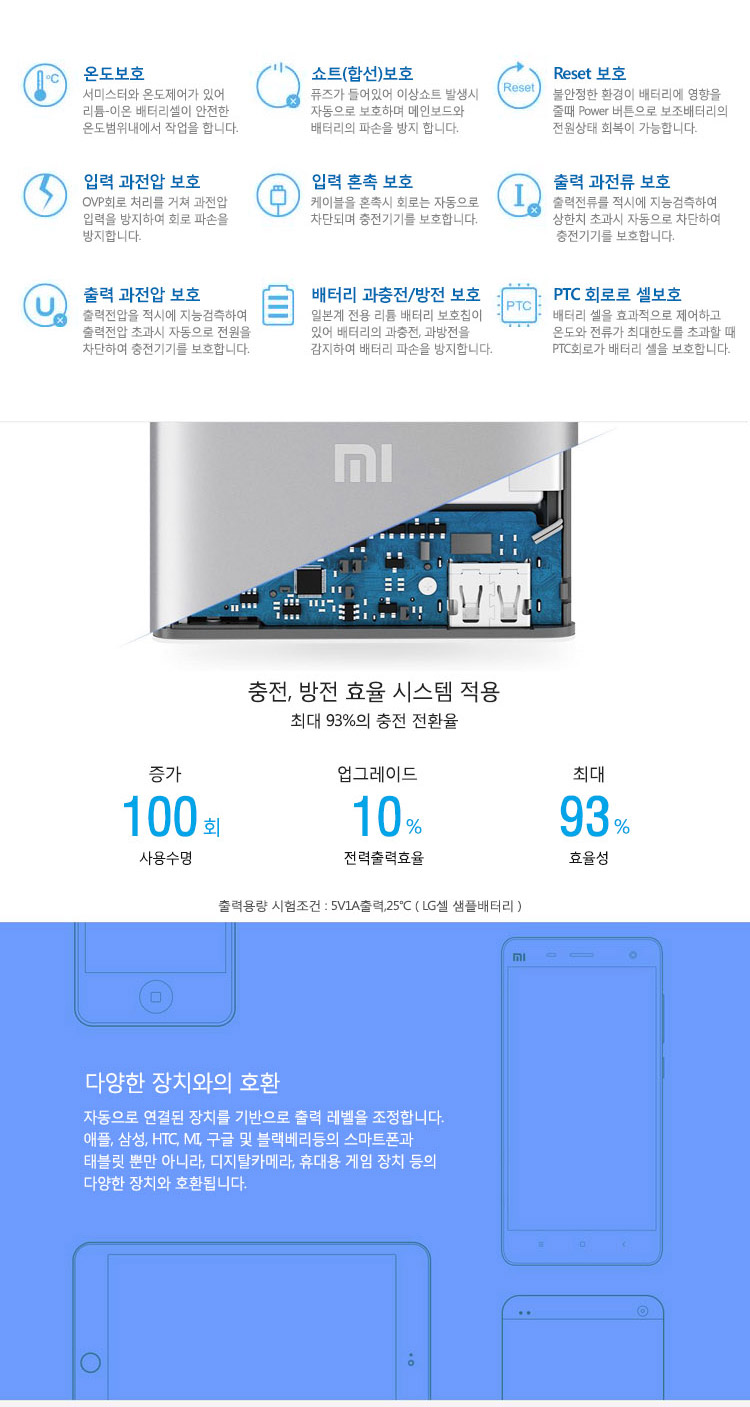 °C
온도보호
서미스터와 온도제어가 있어
리튬-이온 배터리셀이 안전한
온도범위내에서 작업을 합니다.
쇼트(합선)보호
퓨즈가 들어있어 이상쇼트 발생시
자동으로 보호하며 메인보드와
배터리의 파손을 방지 합니다.
Reset
Reset 보호
불안정한 환경이 배터리에 영향을
줄때 Power 버튼으로 보조배터리의
전원상태 회복이 가능합니다.
입력 과전압 보호
OVP회로 처리를 거쳐 과전압
입력을 방지하여 회로 파손을
방지합니다.
입력 혼촉 보호
케이블을 혼촉시 회로는 자동으로
차단되며 충전기기를 보호합니다.
I
출력 과전류 보호
출력전류를 적시에 지능검측하여
상한치 초과시 자동으로 차단하여
충전기기를 보호합니다.
U
출력 과전압 보호
출력전압을 적시에 지능검측하여
출력전압 초과시 자동으로 전원을
차단하여 충전기기를 보호합니다.
배터리 과충전/방전 보호
일본계 전용 리튬 배터리 보호칩이
있어 배터리의 과충전, 과방전을
감지하여 배터리 파손을 방지합니다.
PTC
PTC 회로로 셀보호
배터리 셀을 효과적으로 제어하고
온도와 전류가 최대한도를 초과할 때
PTC회로가 배터리 셀을 보호합니다.
MI
충전, 방전 효율 시스템 적용
최대 93%의 충전 전환율
증가
100 회
사용수명
업그레이드
10 %
전력출력효율
최대
93 %
효율성
출력용량 시험조건 : 5V1A출력,25℃ ( LG셀 샘플배터리 )
MI
다양한 장치와의 호환
자동으로 연결된 장치를 기반으로 출력 레벨을 조정합니다.
애플, 삼성, HTC, MI, 구글 및 블랙베리등의 스마트폰과
태블릿 뿐만 아니라, 디지탈카메라, 휴대용 게임 장치 등의
다양한 장치와 호환됩니다.